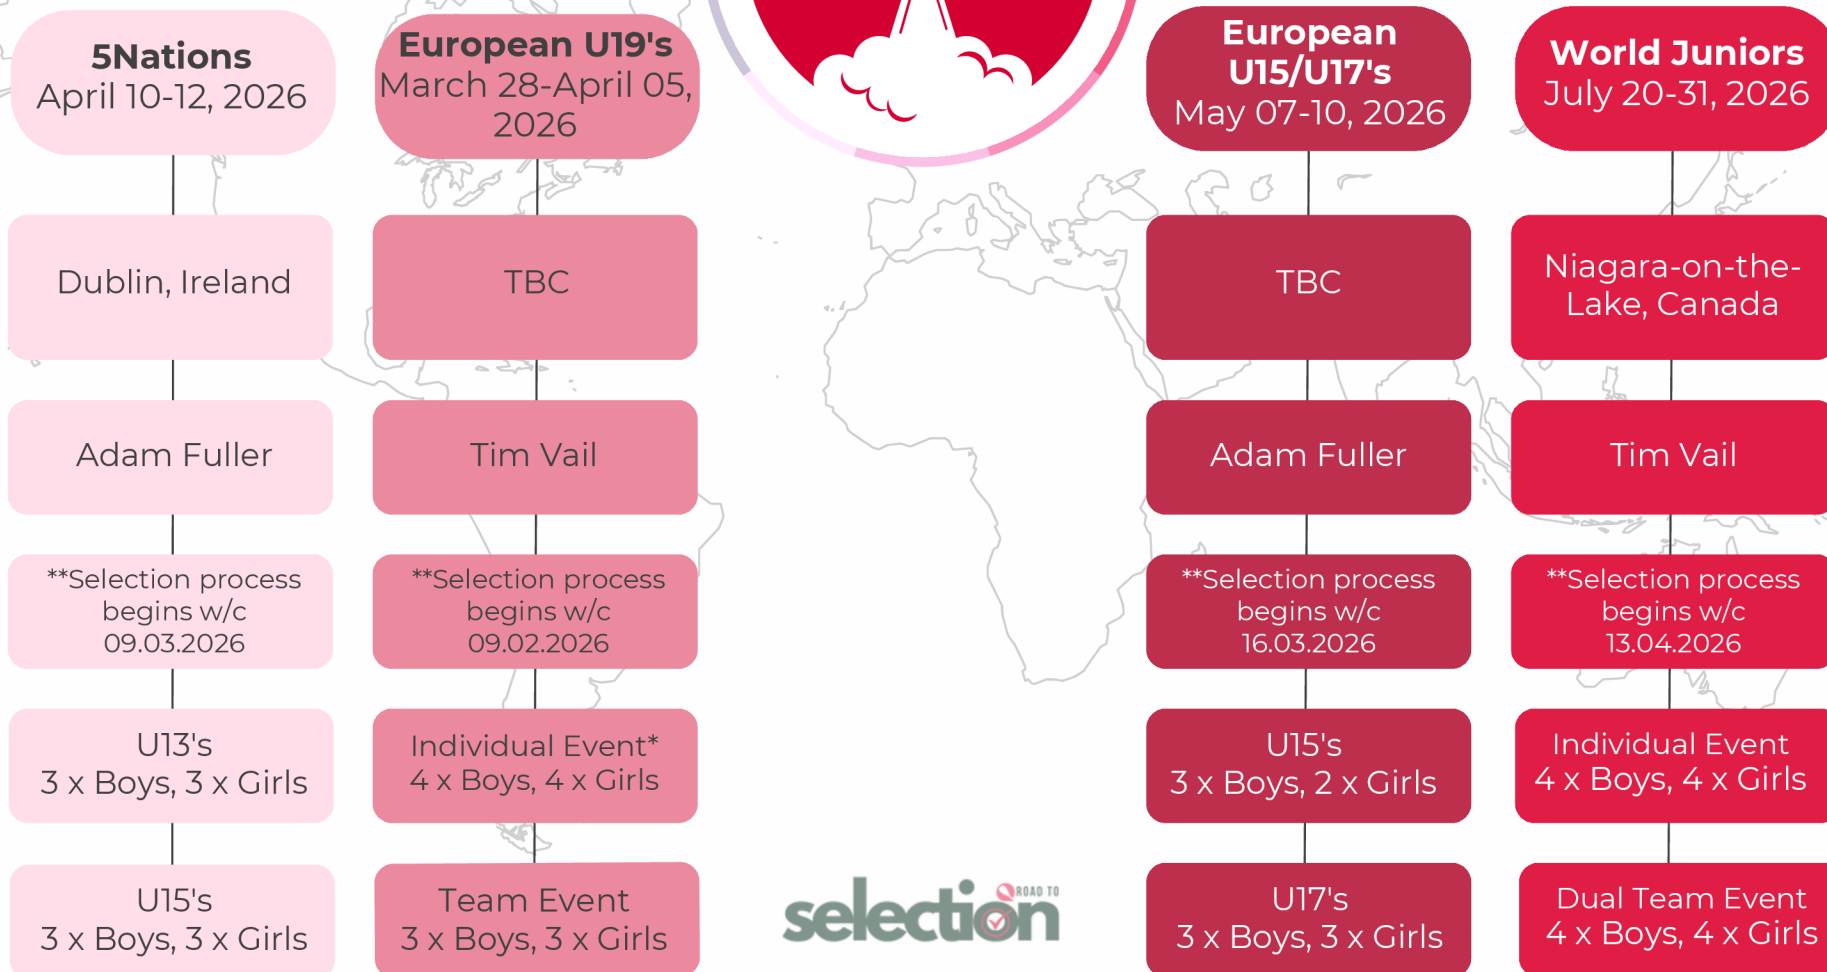 5Nations
April 10-12, 2026
Dublin, Ireland
Adam Fuller
**Selection process
begins w/c
09.03.2026
U13's
3 x Boys, 3 x Girls
U15's
3 x Boys, 3 x Girls
European U19's
March 28-April 05,
2026
TBC
Tim Vail
**Selection process
begins w/c
09.02.2026
Individual Event*
4 x Boys, 4 x Girls
Team Event
3 x Boys, 3 x Girls
ROAD TO
selection
European
U15/U17's
May 07-10, 2026
TBC
Adam Fuller
**Selection process
begins w/c
16.03.2026
U15's
3 x Boys, 2 x Girls
U17's
3 x Boys, 3 x Girls
World Juniors
July 20-31, 2026
Niagara-on-the-
Lake, Canada
Tim Vail
**Selection process
begins w/c
13.04.2026
Individual Event
4 x Boys, 4 x Girls
Dual Team Event
4 x Boys, 4 x Girls